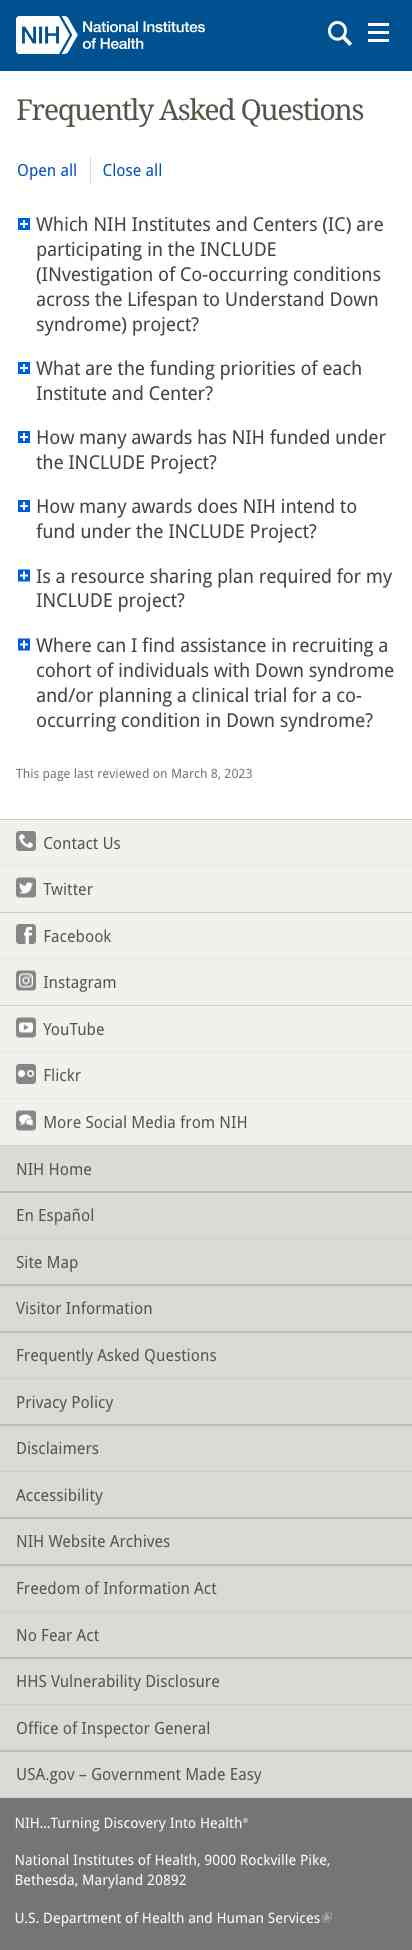 NIH National Institutes
of Health
Frequently Asked Questions
Open all Close all
Which NIH Institutes and Centers (IC) are
participating in the INCLUDE
(INvestigation of Co-occurring conditions
across the Lifespan to Understand Down
syndrome) project?
What are the funding priorities of each
Institute and Center?
How many awards has NIH funded under
the INCLUDE Project?
How many awards does NIH intend to
fund under the INCLUDE Project?
Is a resource sharing plan required for my
INCLUDE project?
Where can I find assistance in recruiting a
cohort of individuals with Down syndrome
and/or planning a clinical trial for a co-
occurring condition in Down syndrome?
This page last reviewed on March 8, 2023
Contact Us
Twitter
Facebook
Instagram
YouTube
Flickr
More Social Media from NIH
NIH Home
En Español
Site Map
Visitor Information
Frequently Asked Questions
Privacy Policy
Disclaimers
Accessibility
NIH Website Archives
Freedom of Information Act
No Fear Act
HHS Vulnerability Disclosure
Office of Inspector General
USA.gov – Government Made Easy
NIH…Turning Discovery Into Health®
National Institutes of Health, 9000 Rockville Pike,
Bethesda, Maryland 20892
U.S. Department of Health and Human Services